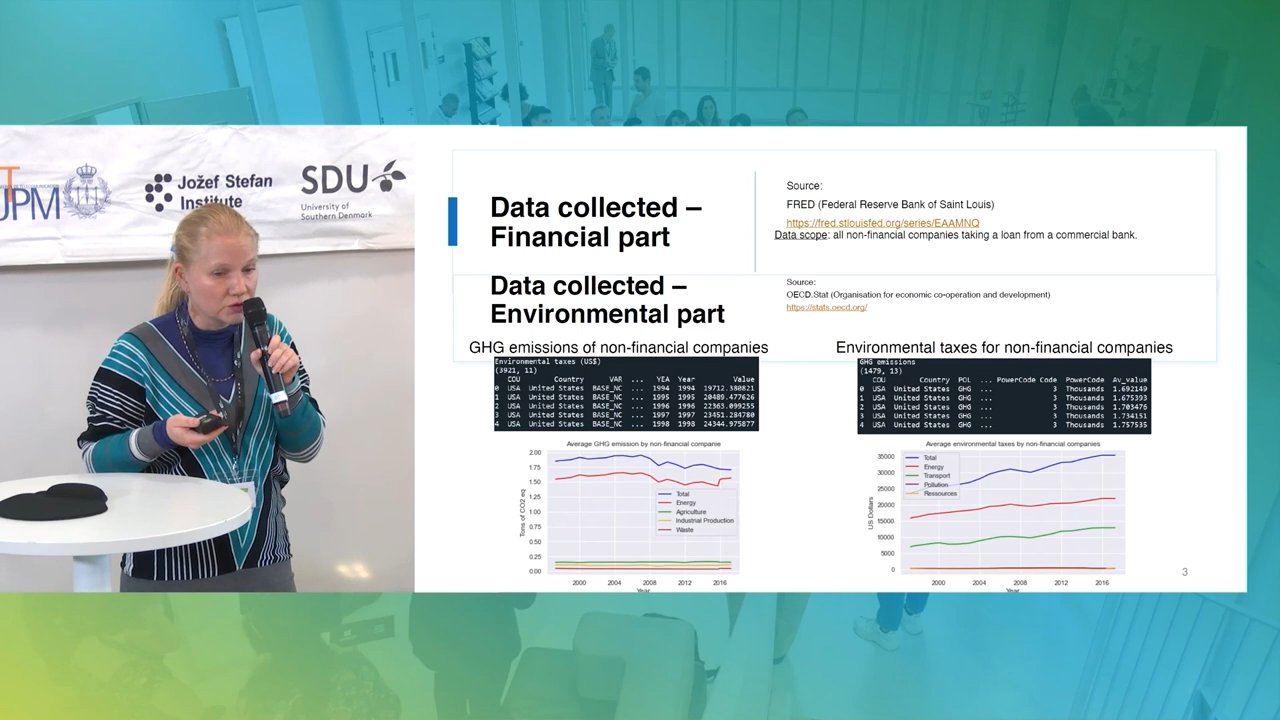 UPM
Jožef Stefan
Institute
SDU
University of
Southern Denmark
Data collected –
Financial part
Source:
FRED (Federal Reserve Bank of Saint Louis)
https://fred.stlouisfed.org/series/EAAMNQ
Data scope: all non-financial companies taking a loan from a commercial bank.
Data collected –
Environmental part
Source:
OECD.Stat (Organisation for economic co-operation and development)
https://stats.oecd.org/
GHG emissions of non-financial companies
Environmental taxes (US$)
(3921, 11)
COU Country VAR ... YEA Year Value
0 USA United States BASE_NC ... 1994 1994 19712.380821
1 USA United States BASE_NC ... 1995 1995 20489.477626
2 USA United States BASE_NC ... 1996 1996 22363.099255
3 USA United States BASE_NC ... 1997 1997 23451.284780
4 USA United States BASE_NC ... 1998 1998 24344.975877
Average GHG emission by non-financial companie
Tons of CO2 eq
2.00
1.75
1.50
1.25
1.00
0.75
0.50
0.25
0.00
Total
Energy
Agriculture
Industrial Production
Waste
2000 2004 2008 2012 2016
Year
Environmental taxes for non-financial companies
GHG emissions
(1479, 13)
COU Country POL ... PowerCode Code PowerCode Av_value
0 USA United States GHG ... 3 Thousands 1.692149
1 USA United States GHG ... 3 Thousands 1.675393
2 USA United States GHG ... 3 Thousands 1.703476
3 USA United States GHG ... 3 Thousands 1.734151
4 USA United States GHG ... 3 Thousands 1.757535
Average environmental taxes by non-financial companies
US Dollars
35000
30000
25000
20000
15000
10000
5000
0
Total
Energy
Transport
Pollution
Ressources
2000 2004 2008 2012 2016
Year
3